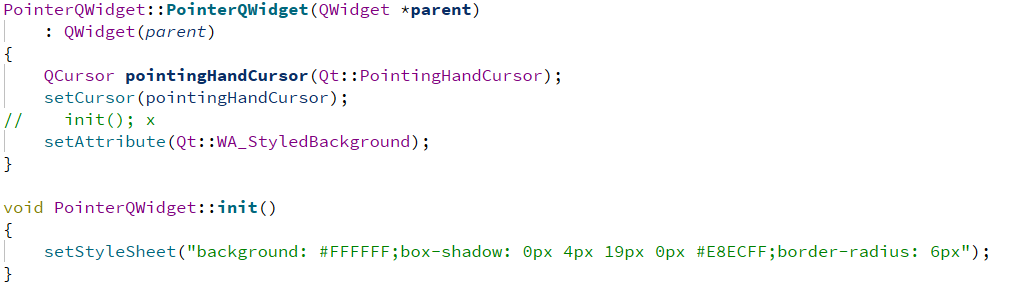 PointerQWidget::PointerQWidget(QWidget *parent)
    : QWidget(parent)
{
    QCursor pointingHandCursor(Qt::PointingHandCursor);
    setCursor(pointingHandCursor);
//    init(); x
    setAttribute(Qt::WA_StyledBackground);
}

void PointerQWidget::init()
{
    setStyleSheet("background: #FFFFFF;box-shadow: 0px 4px 19px 0px #E8ECFF;border-radius: 6px");
}